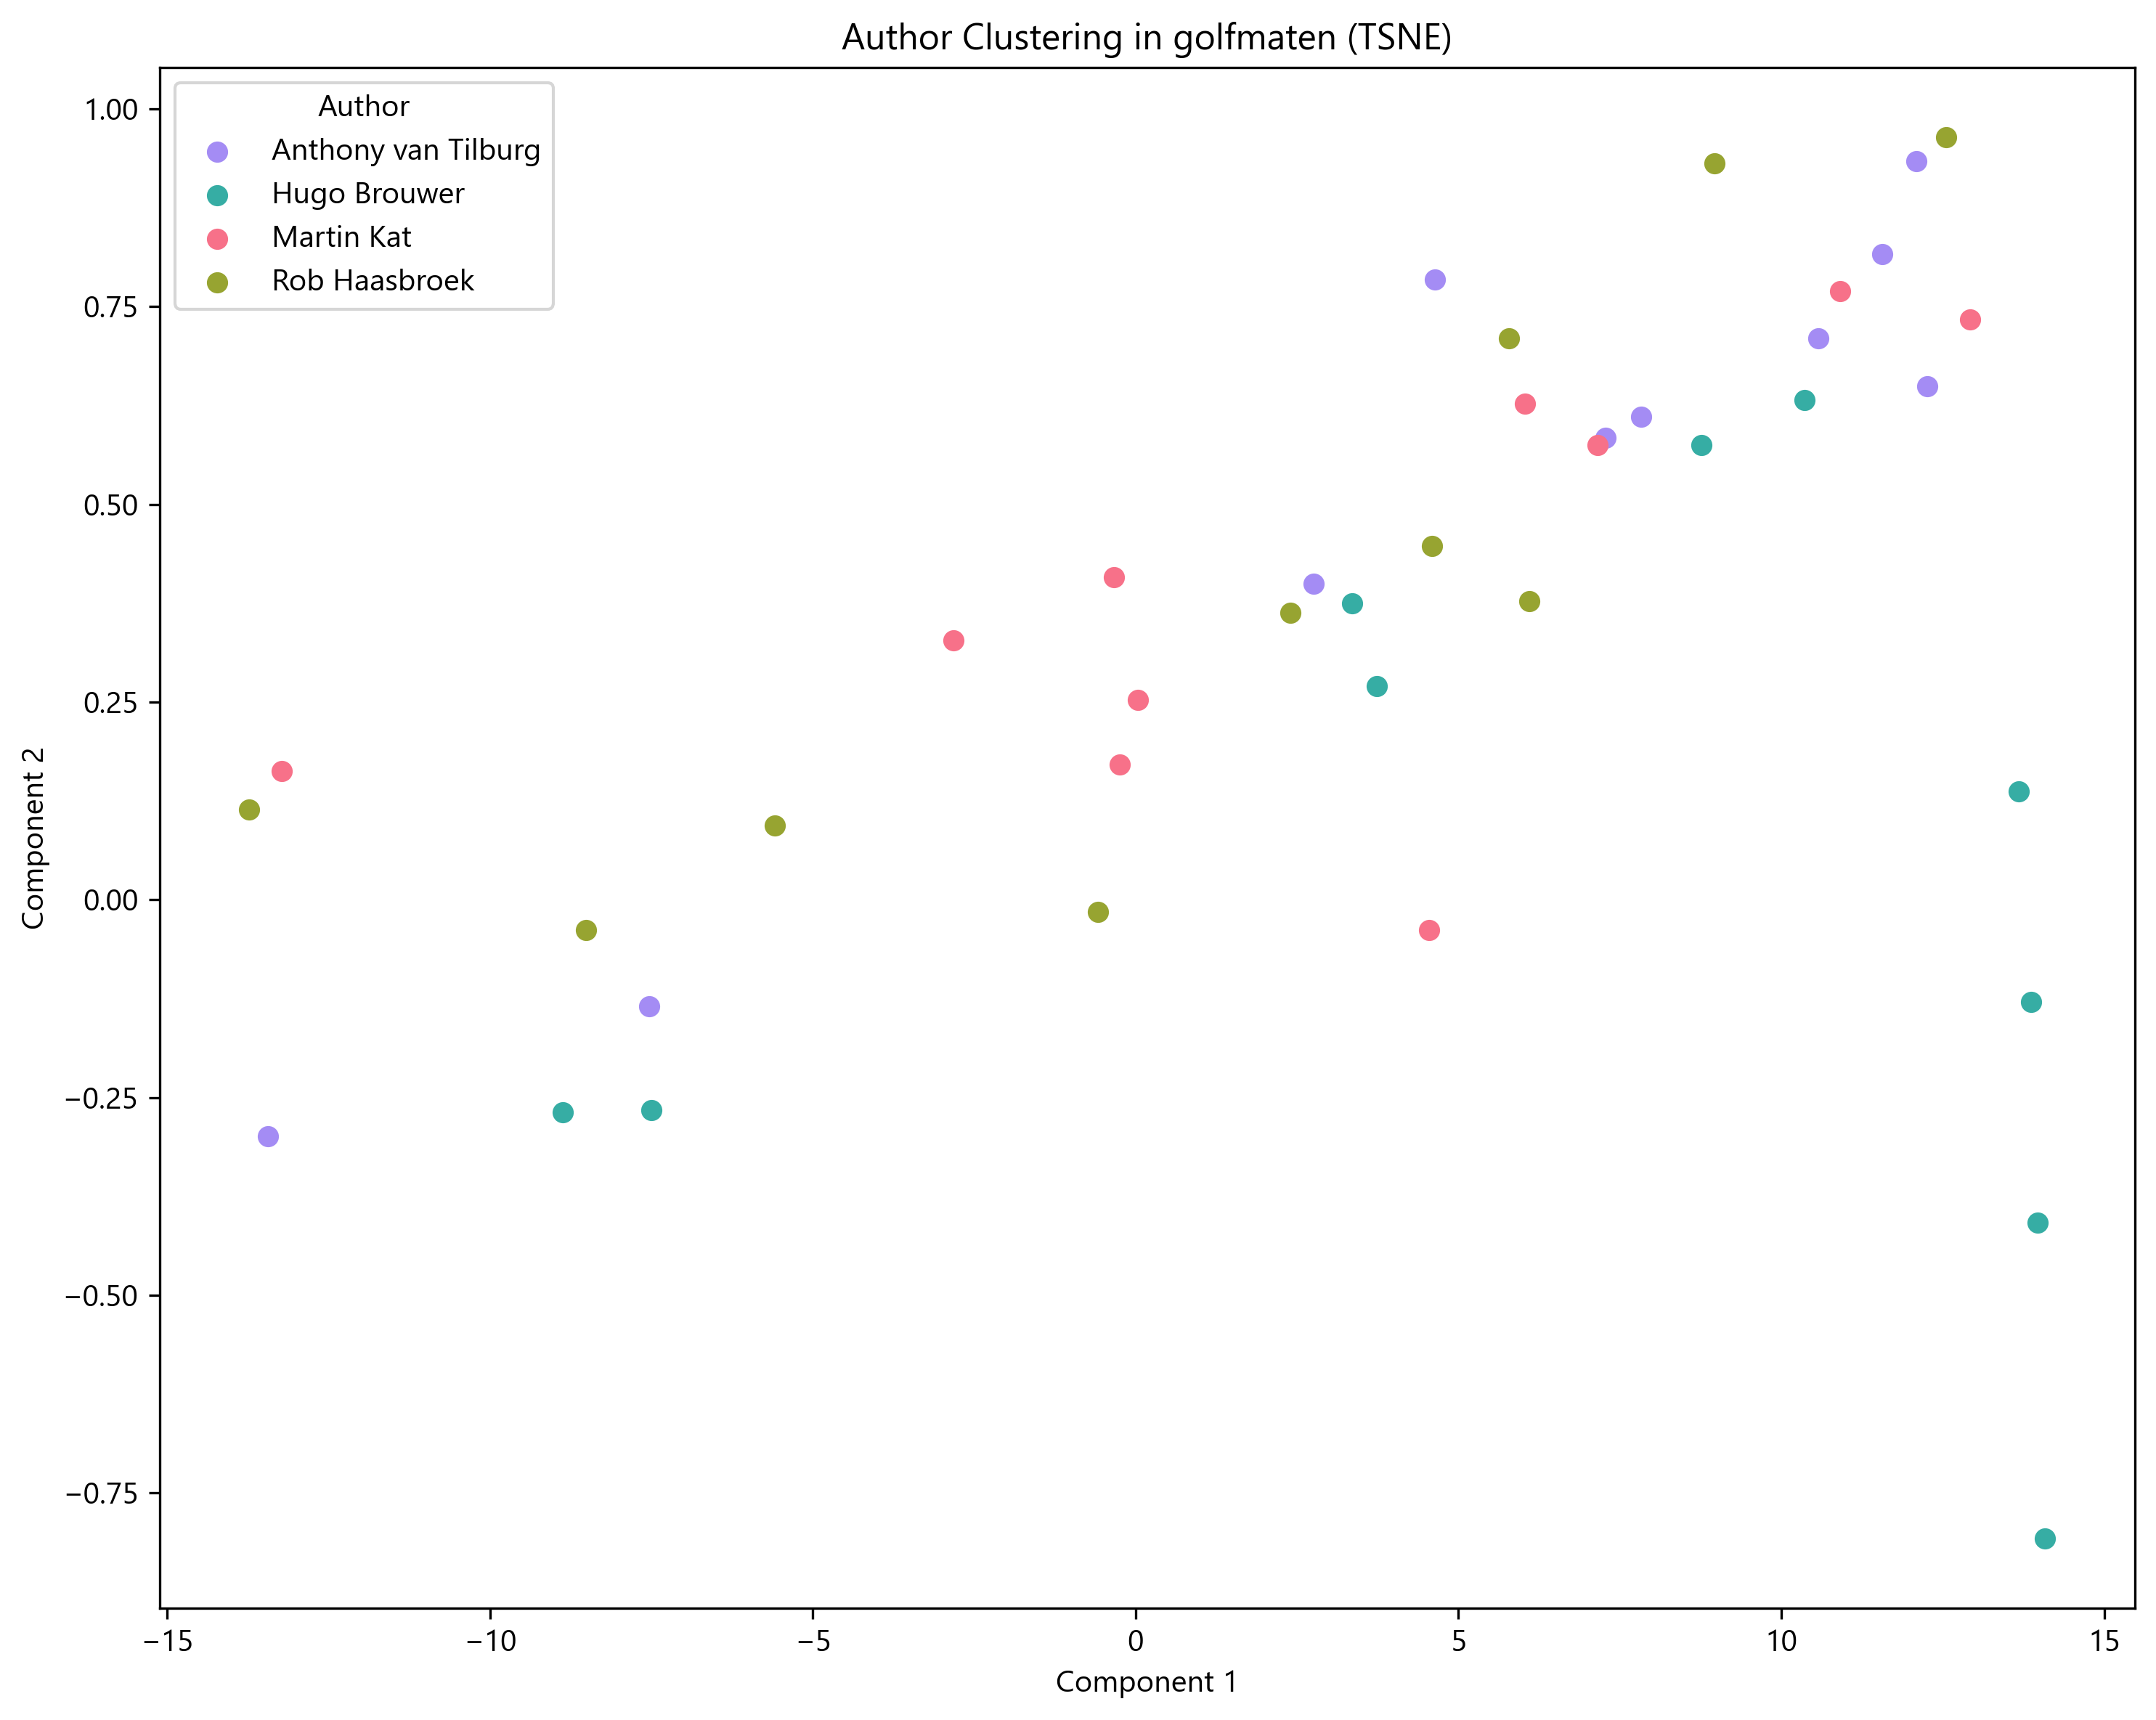 Author Clustering in golfmaten (TSNE)
Author
Anthony van Tilburg
Hugo Brouwer
Martin Kat
Rob Haasbroek
1.00
0.75
0.50
0.25
0.00
−0.25
−0.50
−0.75
Component 2
−15 −10 −5 0 5 10 15
Component 1